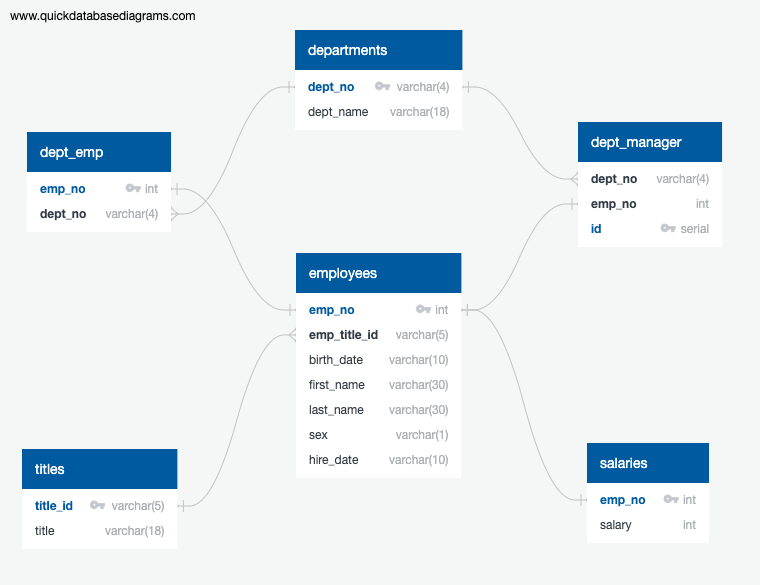 www.quickdatabasediagrams.com
departments
dept_no varchar(4)
dept_name varchar(18)
dept_emp
emp_no int
dept_no varchar(4)
dept_manager
dept_no varchar(4)
emp_no int
id serial
employees
emp_no int
emp_title_id varchar(5)
birth_date varchar(10)
first_name varchar(30)
last_name varchar(30)
sex varchar(1)
hire_date varchar(10)
titles
title_id varchar(5)
title varchar(18)
salaries
emp_no int
salary int